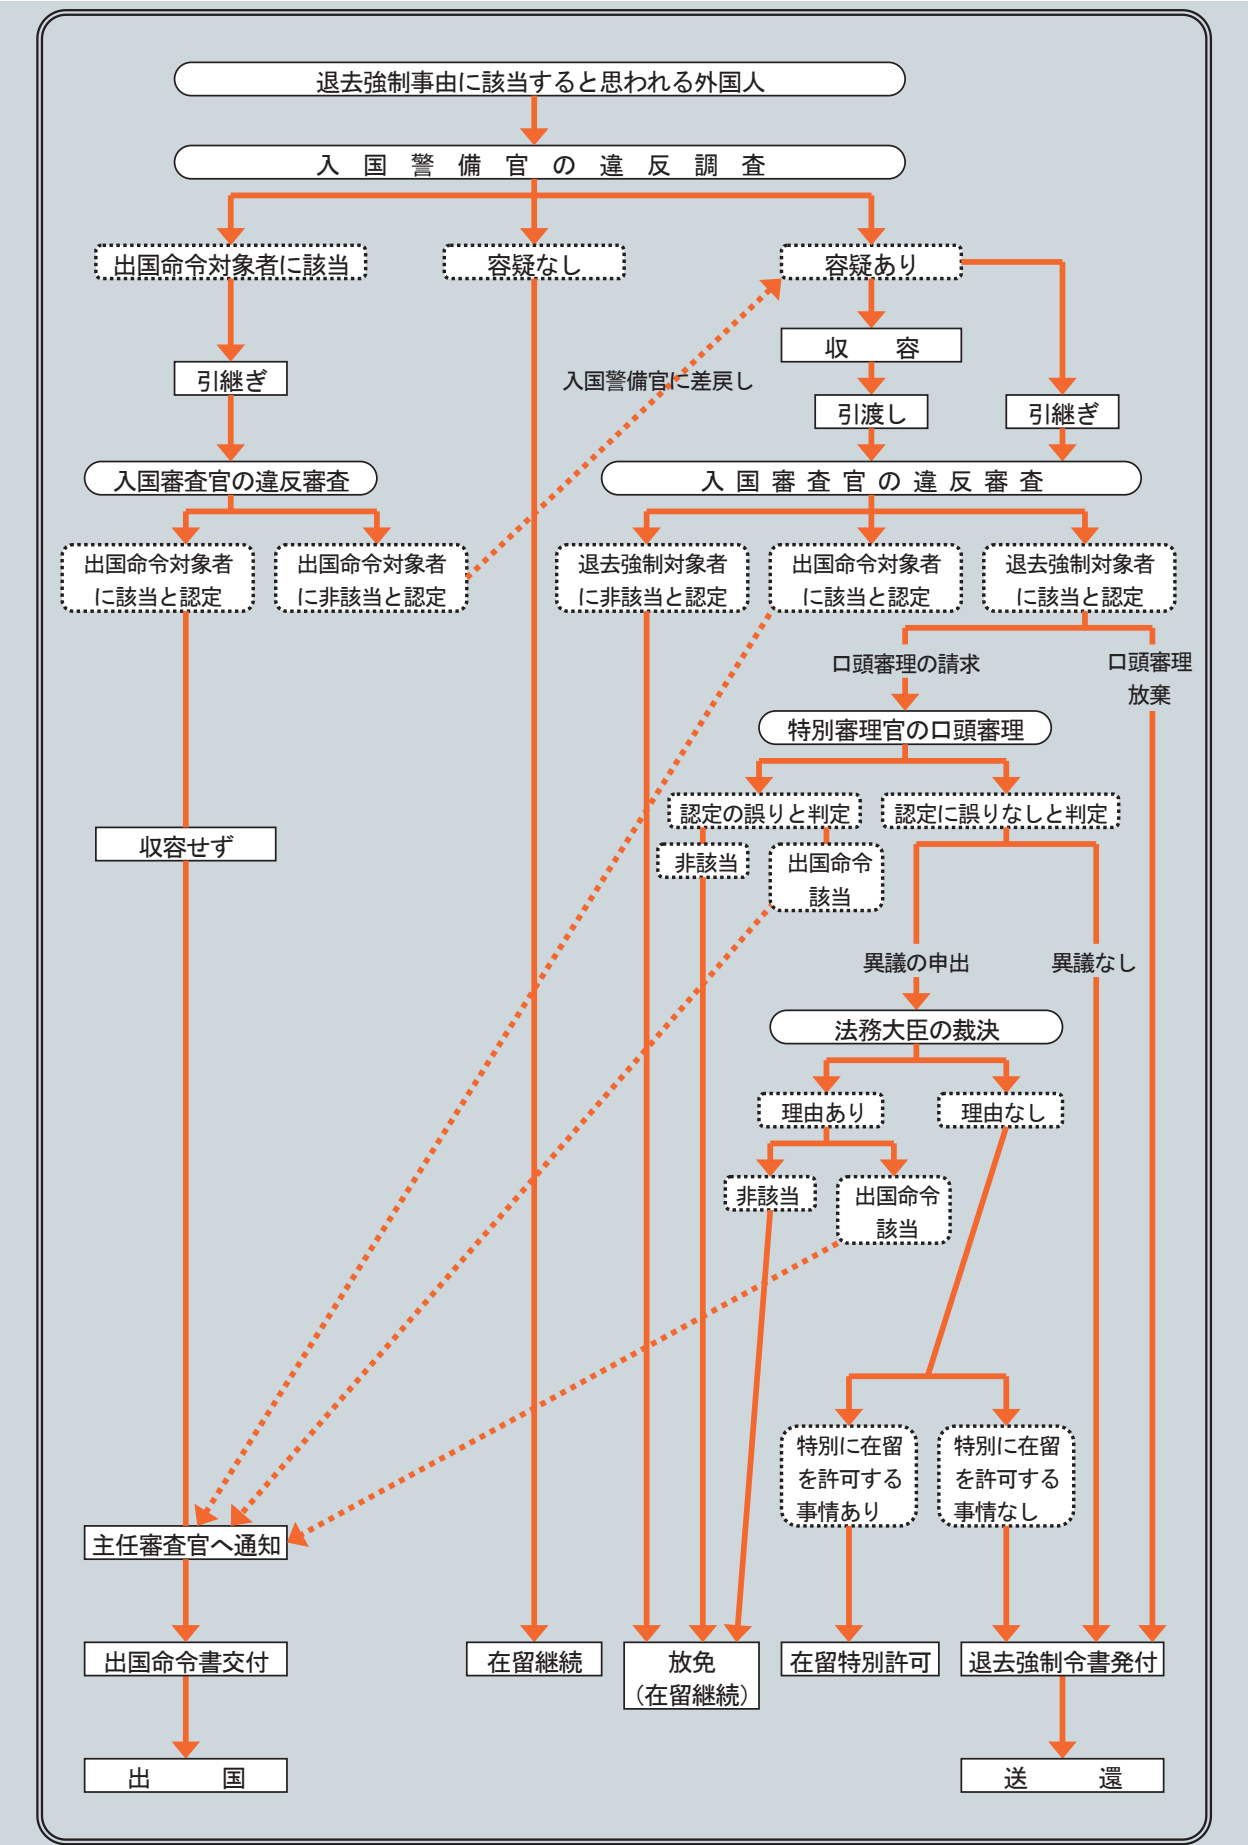 退去強制事由に該当すると思われる外国人
入国警備官の違反調査
出国命令対象者に該当
容疑なし
容疑あり
収容
引継ぎ
入国警備官に差戻し
引渡し
引継ぎ
入国審査官の違反審査
入国審査官の違反審査
出国命令対象者
に該当と認定
出国命令対象者
に非該当と認定
退去強制対象者
に非該当と認定
出国命令対象者
に該当と認定
退去強制対象者
に該当と認定
口頭審理の請求
口頭審理
放棄
特別審理官の口頭審理
認定の誤りと判定
認定に誤りなしと判定
収容せず
非該当
出国命令
該当
異議の申出
異議なし
法務大臣の裁決
理由あり
理由なし
非該当
出国命令
該当
特別に在留
を許可する
事情あり
特別に在留
を許可する
事情なし
主任審査官へ通知
出国命令書交付
在留継続
放免
（在留継続）
在留特別許可
退去強制令書発付
出国
送還